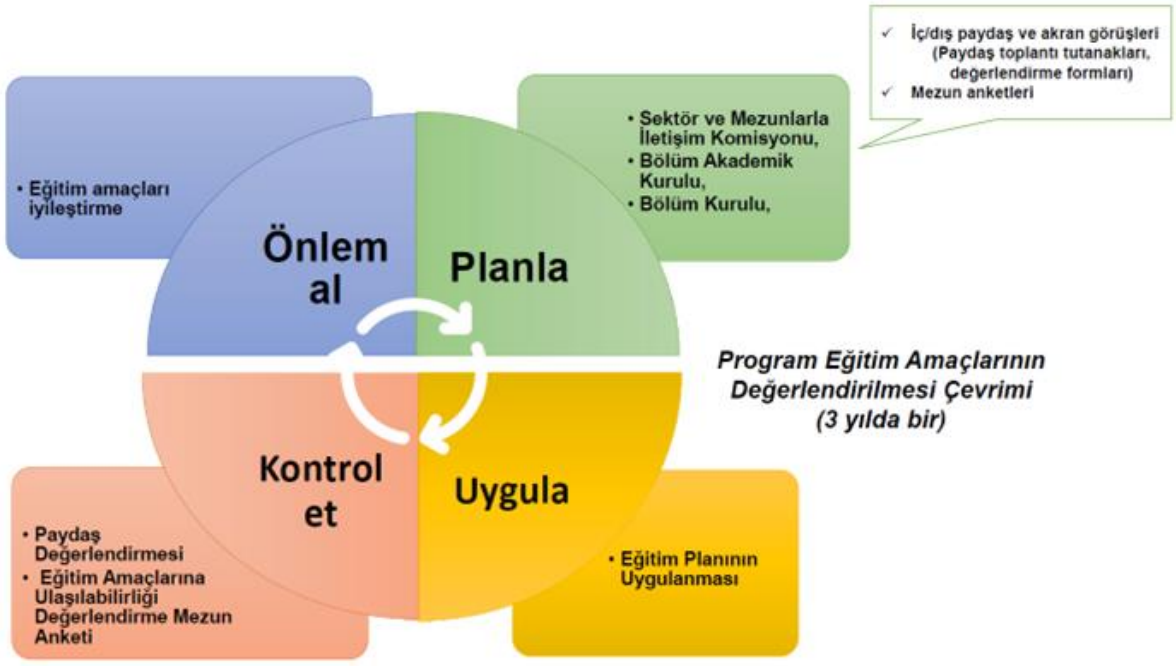 ✓ İç/dış paydaş ve akran görüşleri
(Paydaş toplantı tutanakları,
değerlendirme formları)
✓ Mezun anketleri
• Eğitim amaçları
iyileştirme
• Sektör ve Mezunlarla
İletişim Komisyonu,
• Bölüm Akademik
Kurulu,
• Bölüm Kurulu,
Önlem
al
Planla
Program Eğitim Amaçlarının
Değerlendirilmesi Çevrimi
(3 yılda bir)
Kontrol
et
Uygula
• Paydaş
Değerlendirmesi
• Eğitim Amaçlarına
Ulaşılabilirliği
Değerlendirme Mezun
Anketi
• Eğitim Planının
Uygulanması